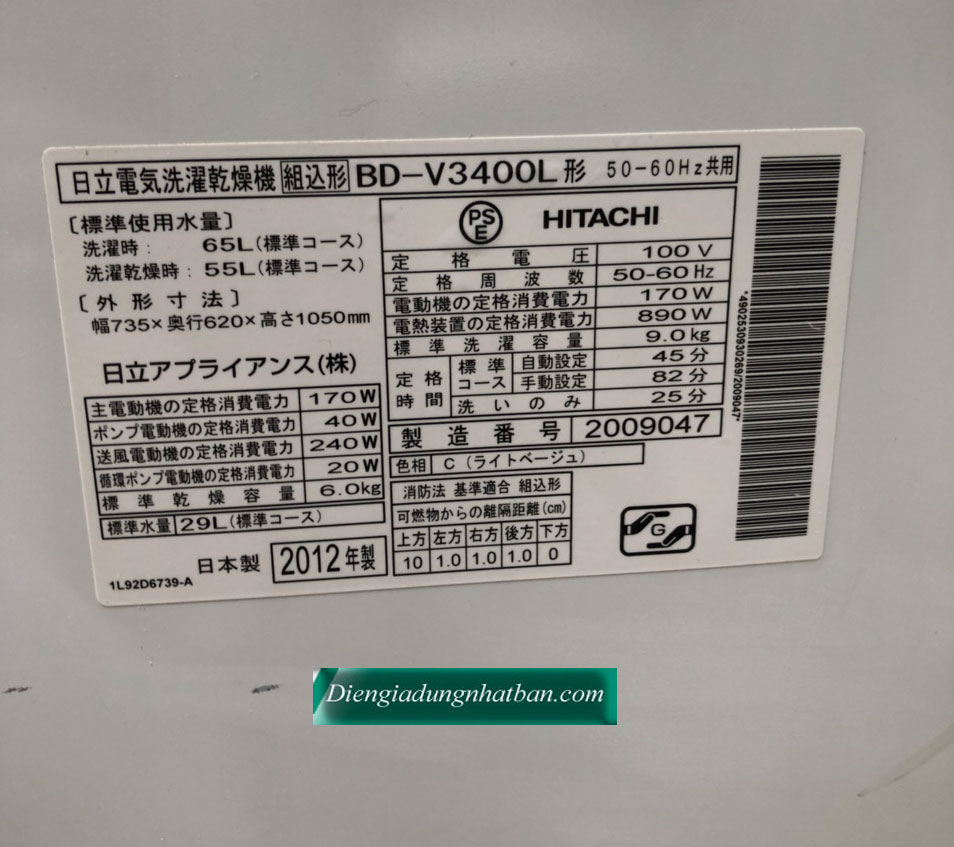 日立電気洗濯乾燥機 組込形 BD-V3400L形 50-60Hz共用
〔標準使用水量〕
洗濯時: 65L(標準コース)
洗濯乾燥時: 55L(標準コース)
〔外形寸法〕
幅735×奥行620×高さ1050mm
日立アプライアンス(株)
主電動機の定格消費電力 170W
ポンプ電動機の定格消費電力 40W
送風電動機の定格消費電力 240W
循環ポンプ電動機の定格消費電力 20W
標準乾燥容量 6.0kg
標準水量 29L(標準コース)
日本製 2012年製
1L92D6739-A
PS
E
HITACHI
定格電圧 100V
定格周波数 50-60Hz
電動機の定格消費電力 170W
電熱装置の定格消費電力 890W
標準洗濯容量 9.0kg
定格時間 標準コース 自動設定 45分
手動設定 82分
洗いのみ 25分
製造番号 2009047
色相 C(ライトベージュ)
消防法 基準適合 組込形
可燃物からの離隔距離(cm)
上方 左方 右方 後方 下方
10 1.0 1.0 1.0 0
G
*4902530930269/2009047*
Diengiadungnhatban.com